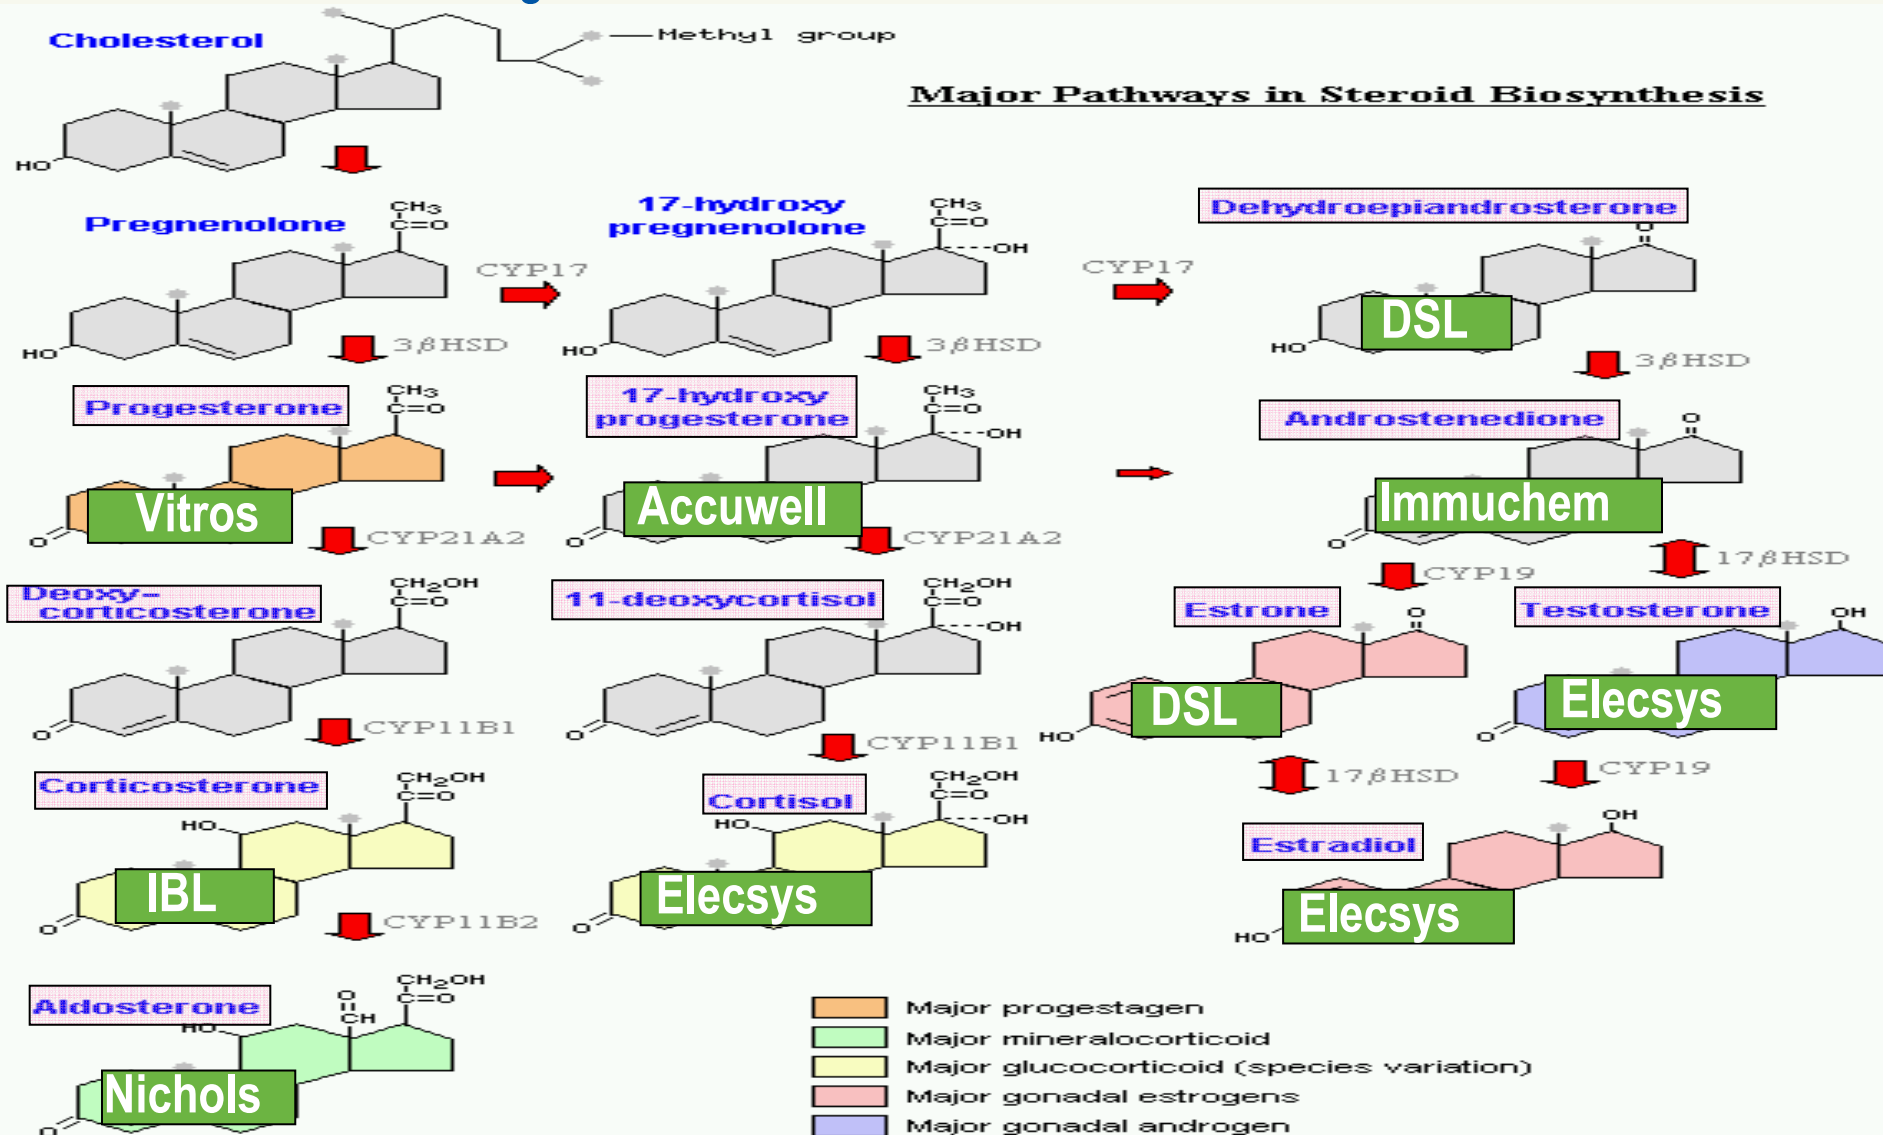 Cholesterol
Methyl group
Major Pathways in Steroid Biosynthesis
HO
Pregnenolone
CH3
C=O
HO
CYP17
3βHSD
17-hydroxy
pregnenolone
CH3
C=O
OH
HO
CYP17
3βHSD
Dehydroepiandrosterone
O
DSL
HO
3βHSD
Progesterone
CH3
C=O
Vitros
O
CYP21A2
17-hydroxy
progesterone
CH3
C=O
OH
Accuwell
O
CYP21A2
Androstenedione
O
Immuchem
O
CYP19
17βHSD
Deoxy-
corticosterone
CH2OH
C=O
O
CYP11B1
11-deoxycortisol
CH2OH
C=O
OH
O
CYP11B1
Estrone
O
DSL
HO
17βHSD
Testosterone
OH
Elecsys
O
CYP19
Corticosterone
CH2OH
C=O
HO
IBL
O
CYP11B2
Cortisol
CH2OH
C=O
HO
OH
Elecsys
O
Estradiol
OH
Elecsys
HO
Aldosterone
CH2OH
C=O
O
CH
HO
Nichols
O
Major progestagen
Major mineralocorticoid
Major glucocorticoid (species variation)
Major gonadal estrogens
Major gonadal androgen